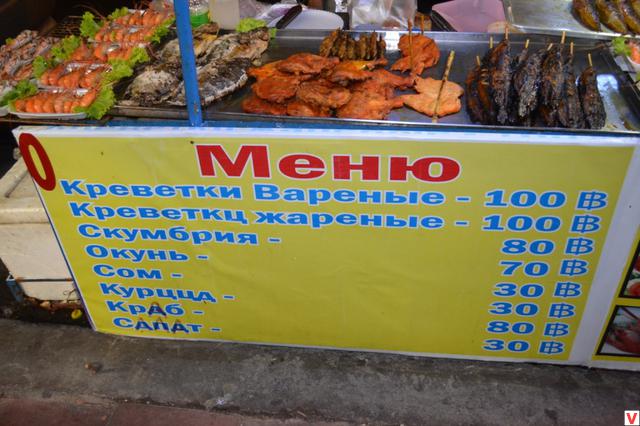 0
Меню
Креветки Вареные - 100 ฿
Креветкц жареные - 100 ฿
Скумбрия - 80 ฿
Окунь - 70 ฿
Сом - 30 ฿
Курцца - 30 ฿
Краб - 80 ฿
Салат - 30 ฿
V